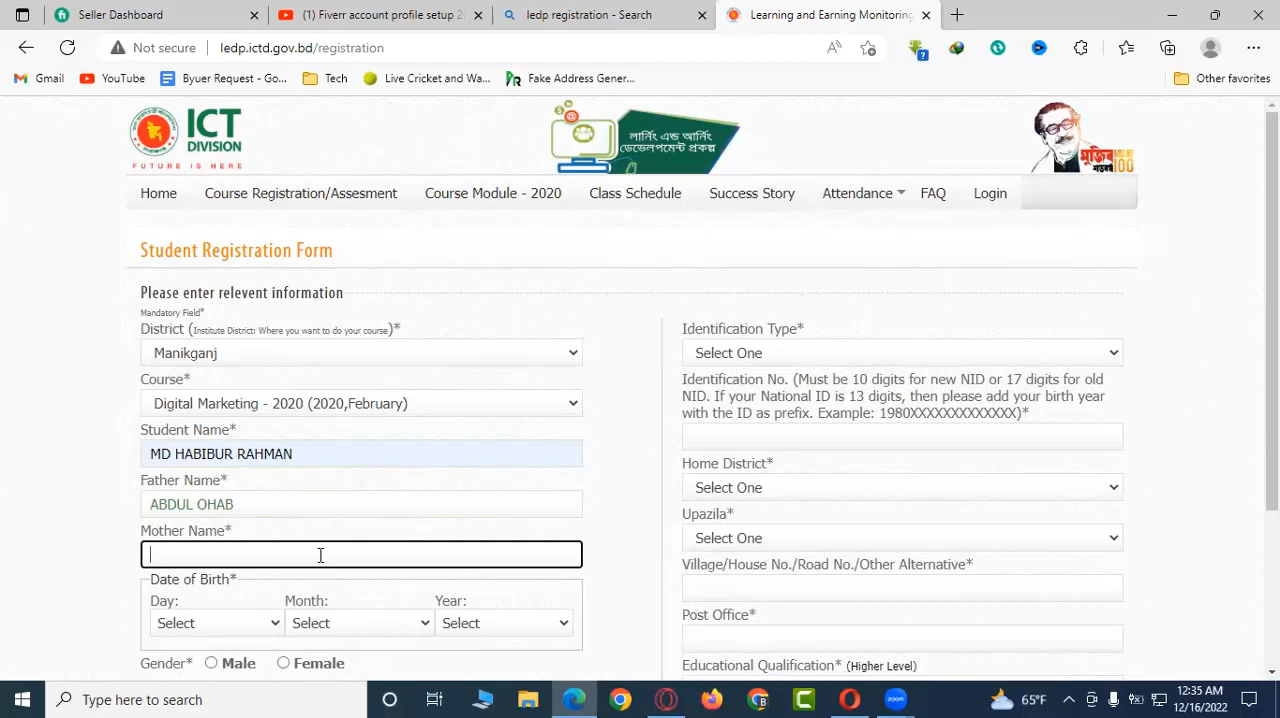 Seller Dashboard
(1) Fiverr account profile setup 20
ledp registration - Search
Learning and Earning Monitoring
Not secure
ledp.ictd.gov.bd/registration
Gmail
YouTube
Byuer Request - Go...
Tech
Live Cricket and Wa...
Fake Address Gener...
Other favorites
ICT
DIVISION
FUTURE IS HERE
লার্নিং এন্ড আর্নিং
ডেভেলপমেন্ট প্রকল্প
মুজিব
100
Home
Course Registration/Assesment
Course Module - 2020
Class Schedule
Success Story
Attendance
FAQ
Login
Student Registration Form
Please enter relevent information
Mandatory Field*
District (Institute District: Where you want to do your course)*
Manikganj
Course*
Digital Marketing - 2020 (2020,February)
Student Name*
MD HABIBUR RAHMAN
Father Name*
ABDUL OHAB
Mother Name*
Date of Birth*
Day:
Month:
Year:
Select
Select
Select
Gender*
Male
Female
Identification Type*
Select One
Identification No. (Must be 10 digits for new NID or 17 digits for old
NID. If your National ID is 13 digits, then please add your birth year
with the ID as prefix. Example: 1980XXXXXXXXXXXXX)*
Home District*
Select One
Upazila*
Select One
Village/House No./Road No./Other Alternative*
Post Office*
Educational Qualification* (Higher Level)
Type here to search
65°F
12:35 AM
12/16/2022